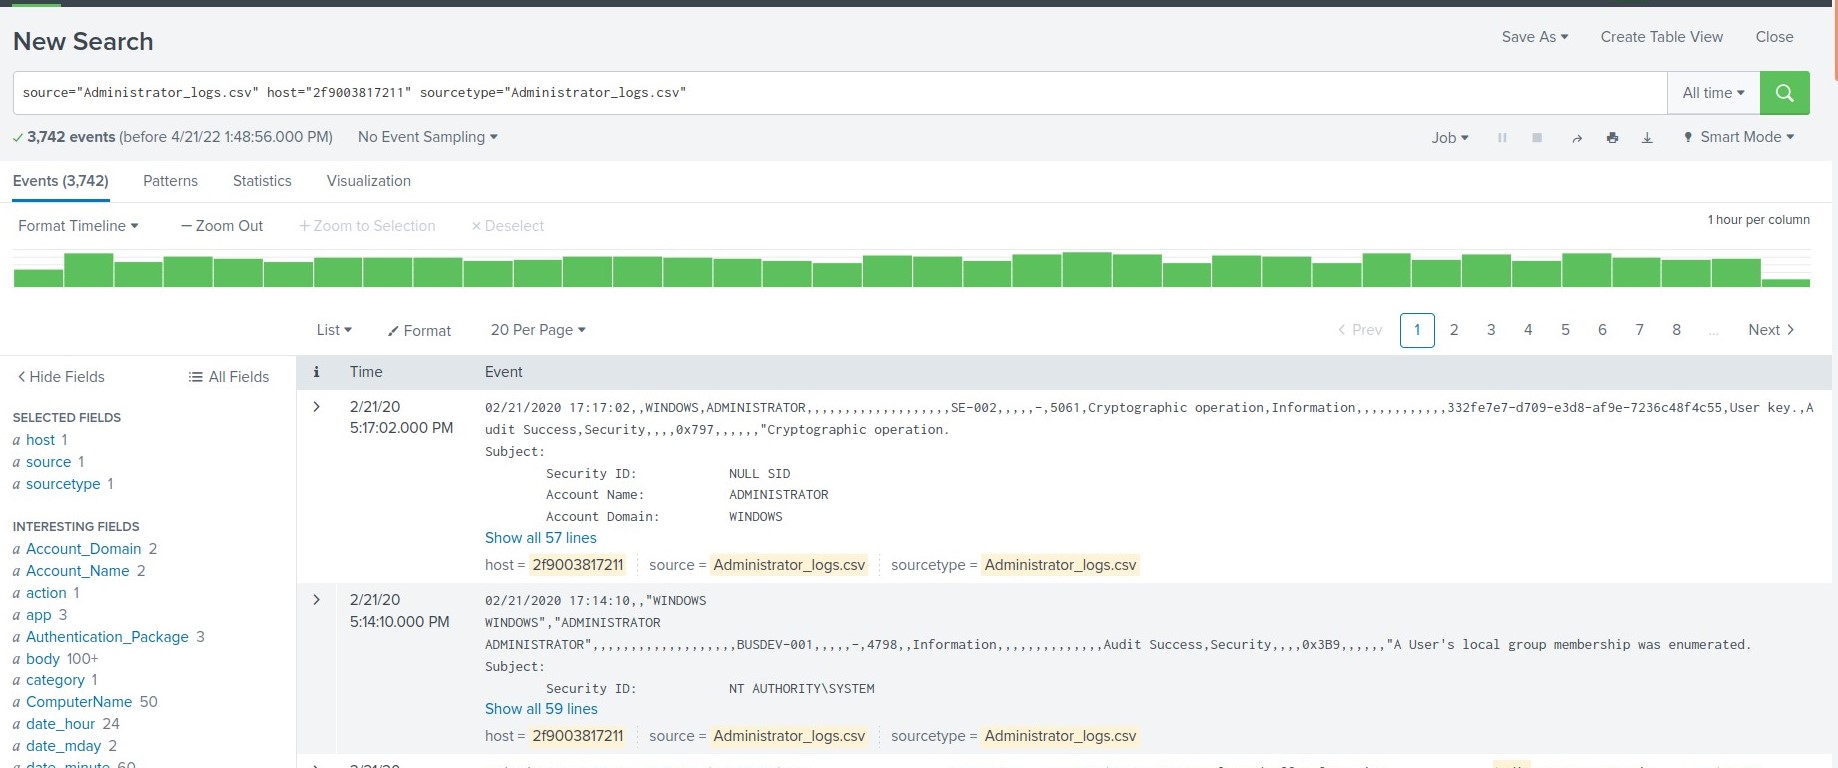 New Search
Save As Create Table View Close
source="Administrator_logs.csv" host="2f9003817211" sourcetype="Administrator_logs.csv"
All time
3,742 events (before 4/21/22 1:48:56.000 PM) No Event Sampling
Job Smart Mode
Events (3,742) Patterns Statistics Visualization
Format Timeline — Zoom Out + Zoom to Selection × Deselect
1 hour per column
List Format 20 Per Page
< Prev 1 2 3 4 5 6 7 8 ... Next >
< Hide Fields All Fields
SELECTED FIELDS
a host 1
a source 1
a sourcetype 1
INTERESTING FIELDS
a Account_Domain 2
a Account_Name 2
a action 1
a app 3
a Authentication_Package 3
a body 100+
a category 1
a ComputerName 50
a date_hour 24
a date_mday 2
a date_minute 60
i Time Event
> 2/21/20
5:17:02.000 PM
02/21/2020 17:17:02,,WINDOWS,ADMINISTRATOR,,,,,,,,,,,,,,,,,,,SE-002,,,,,-,5061,Cryptographic operation,Information,,,,,,,,,,,,332fe7e7-d709-e3d8-af9e-7236c48f4c55,User key.,A
udit Success,Security,,,,0x797,,,,,,"Cryptographic operation.
Subject:
Security ID: NULL SID
Account Name: ADMINISTRATOR
Account Domain: WINDOWS
Show all 57 lines
host = 2f9003817211 source = Administrator_logs.csv sourcetype = Administrator_logs.csv
> 2/21/20
5:14:10.000 PM
02/21/2020 17:14:10,,"WINDOWS
WINDOWS","ADMINISTRATOR
ADMINISTRATOR",,,,,,,,,,,,,,,,,,,BUSDEV-001,,,,,-,4798,,Information,,,,,,,,,,,,,,Audit Success,Security,,,,0x3B9,,,,,,"A User's local group membership was enumerated.
Subject:
Security ID: NT AUTHORITY\SYSTEM
Show all 59 lines
host = 2f9003817211 source = Administrator_logs.csv sourcetype = Administrator_logs.csv
2/21/20